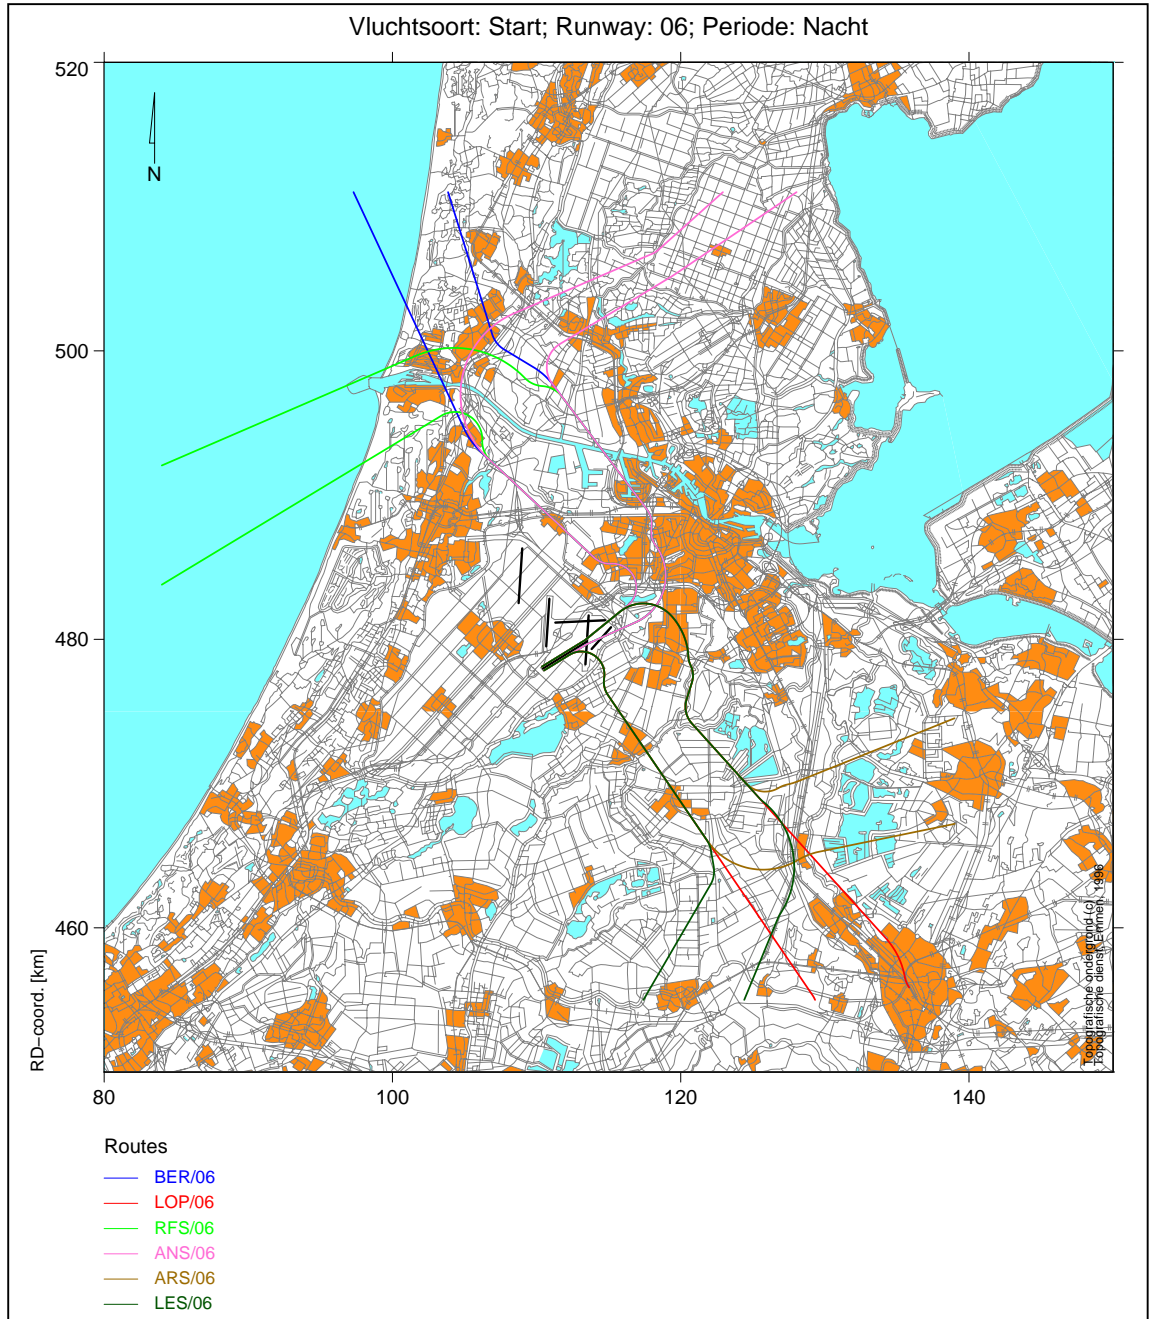 Vluchtsoort: Start; Runway: 06; Periode: Nacht
520
500
480
460
RD−coord. [km]
N
80
100
120
140
Topografische ondergrond (c)
Topografische dienst, Emmen, 1996
Routes
BER/06
LOP/06
RFS/06
ANS/06
ARS/06
LES/06